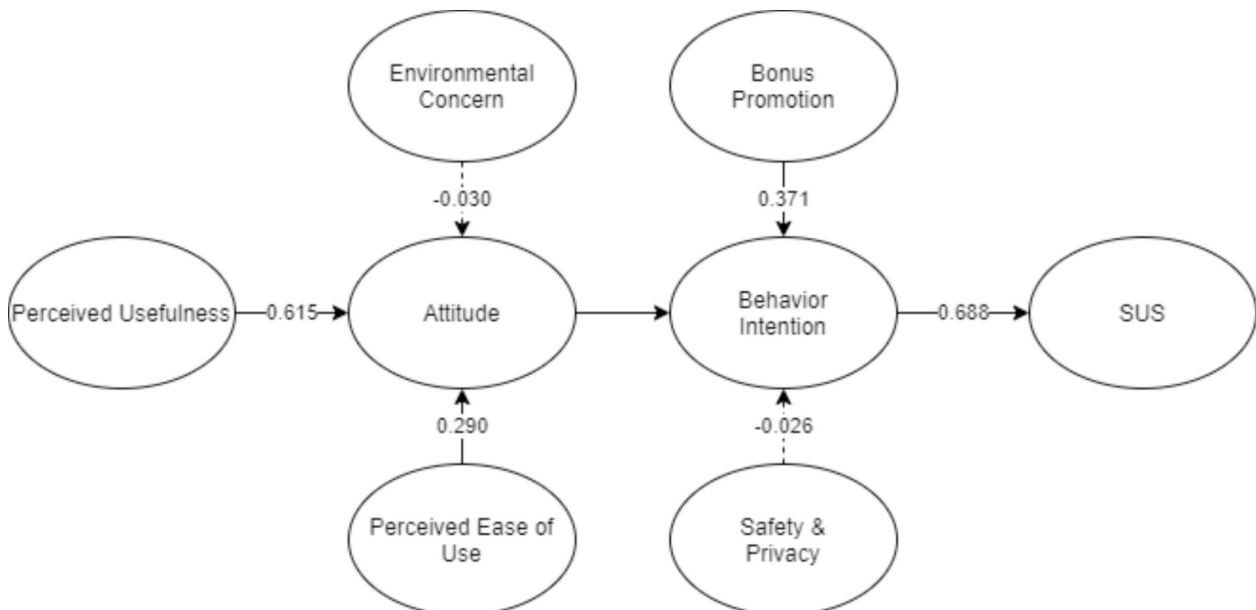 Environmental
Concern
Bonus
Promotion
-0.030
0.371
Perceived Usefulness
0.615
Attitude
Behavior
Intention
0.688
SUS
0.290
-0.026
Perceived Ease of
Use
Safety &
Privacy